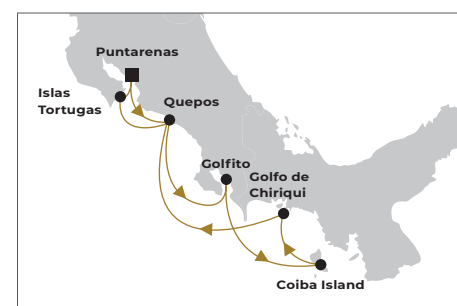 Puntarenas
Islas
Tortugas
Quepos
Golfito
Golfo de
Chiriqui
Coiba Island